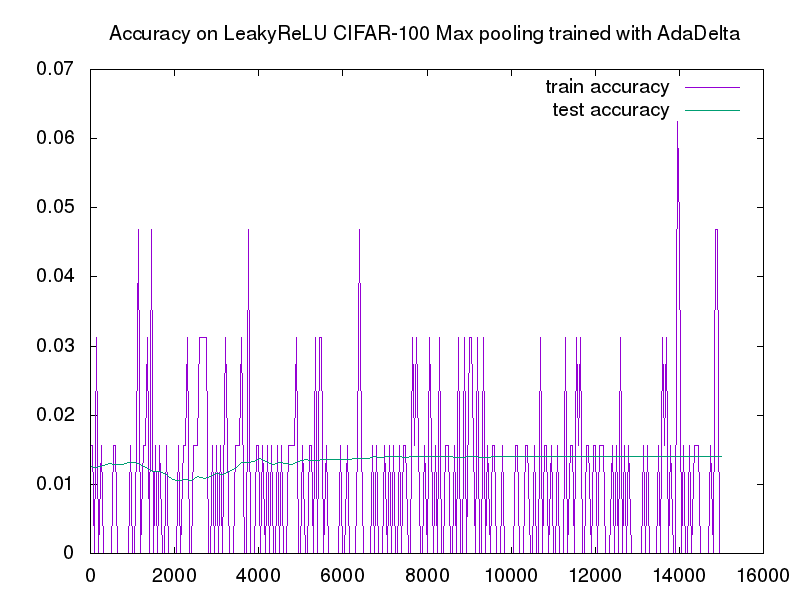 Accuracy on LeakyReLU CIFAR-100 Max pooling trained with AdaDelta
train accuracy
test accuracy
0.07
0.06
0.05
0.04
0.03
0.02
0.01
0
0 2000 4000 6000 8000 10000 12000 14000 16000